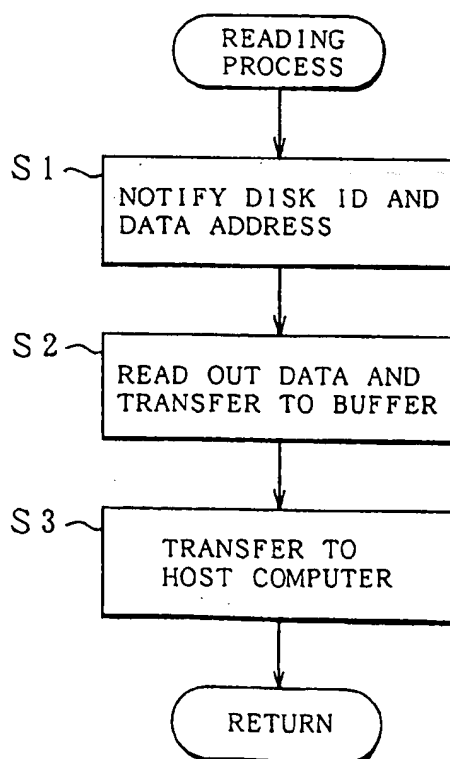 READING
PROCESS
S1
NOTIFY DISK ID AND
DATA ADDRESS
S2
READ OUT DATA AND
TRANSFER TO BUFFER
S3
TRANSFER TO
HOST COMPUTER
RETURN